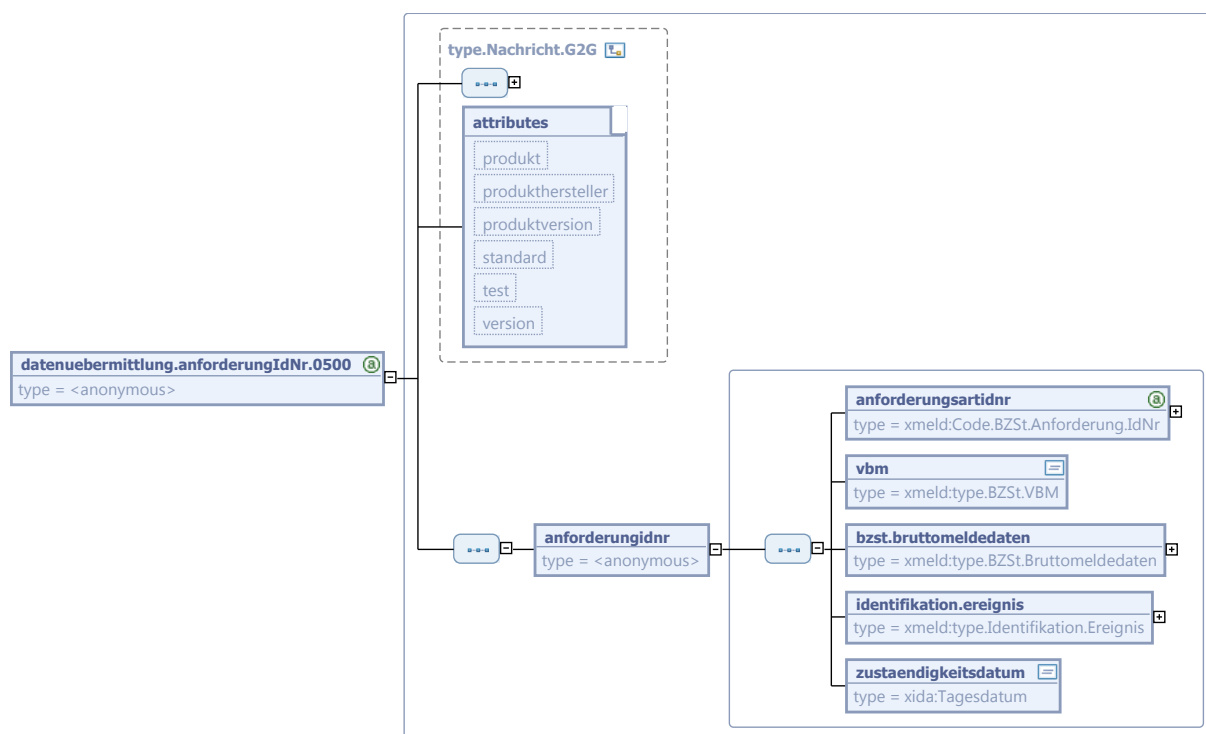 type.Nachricht.G2G
attributes
produkt
produkthersteller
produktversion
standard
test
version
datenuebermittlung.anforderungIdNr.0500 @
type = <anonymous>
anforderungidnr
type = <anonymous>
anforderungsartidnr @
type = xmeld:Code.BZSt.Anforderung.IdNr
vbm
type = xmeld:type.BZSt.VBM
bzst.bruttomeldedaten
type = xmeld:type.BZSt.Bruttomeldedaten
identifikation.ereignis
type = xmeld:type.Identifikation.Ereignis
zustaendigkeitsdatum
type = xida:Tagesdatum